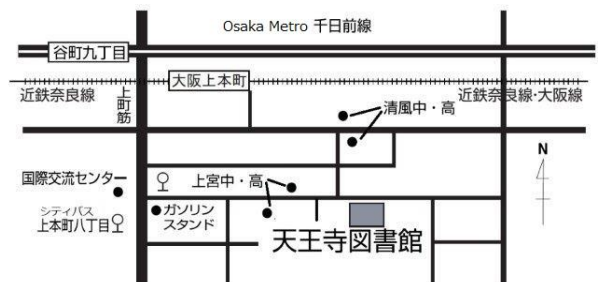 Osaka Metro 千日前線
谷町九丁目
大阪上本町
近鉄奈良線
上町筋
清風中・高
近鉄奈良線・大阪線
N
国際交流センター
上宮中・高
シティバス
上本町八丁目
ガソリン
スタンド
天王寺図書館